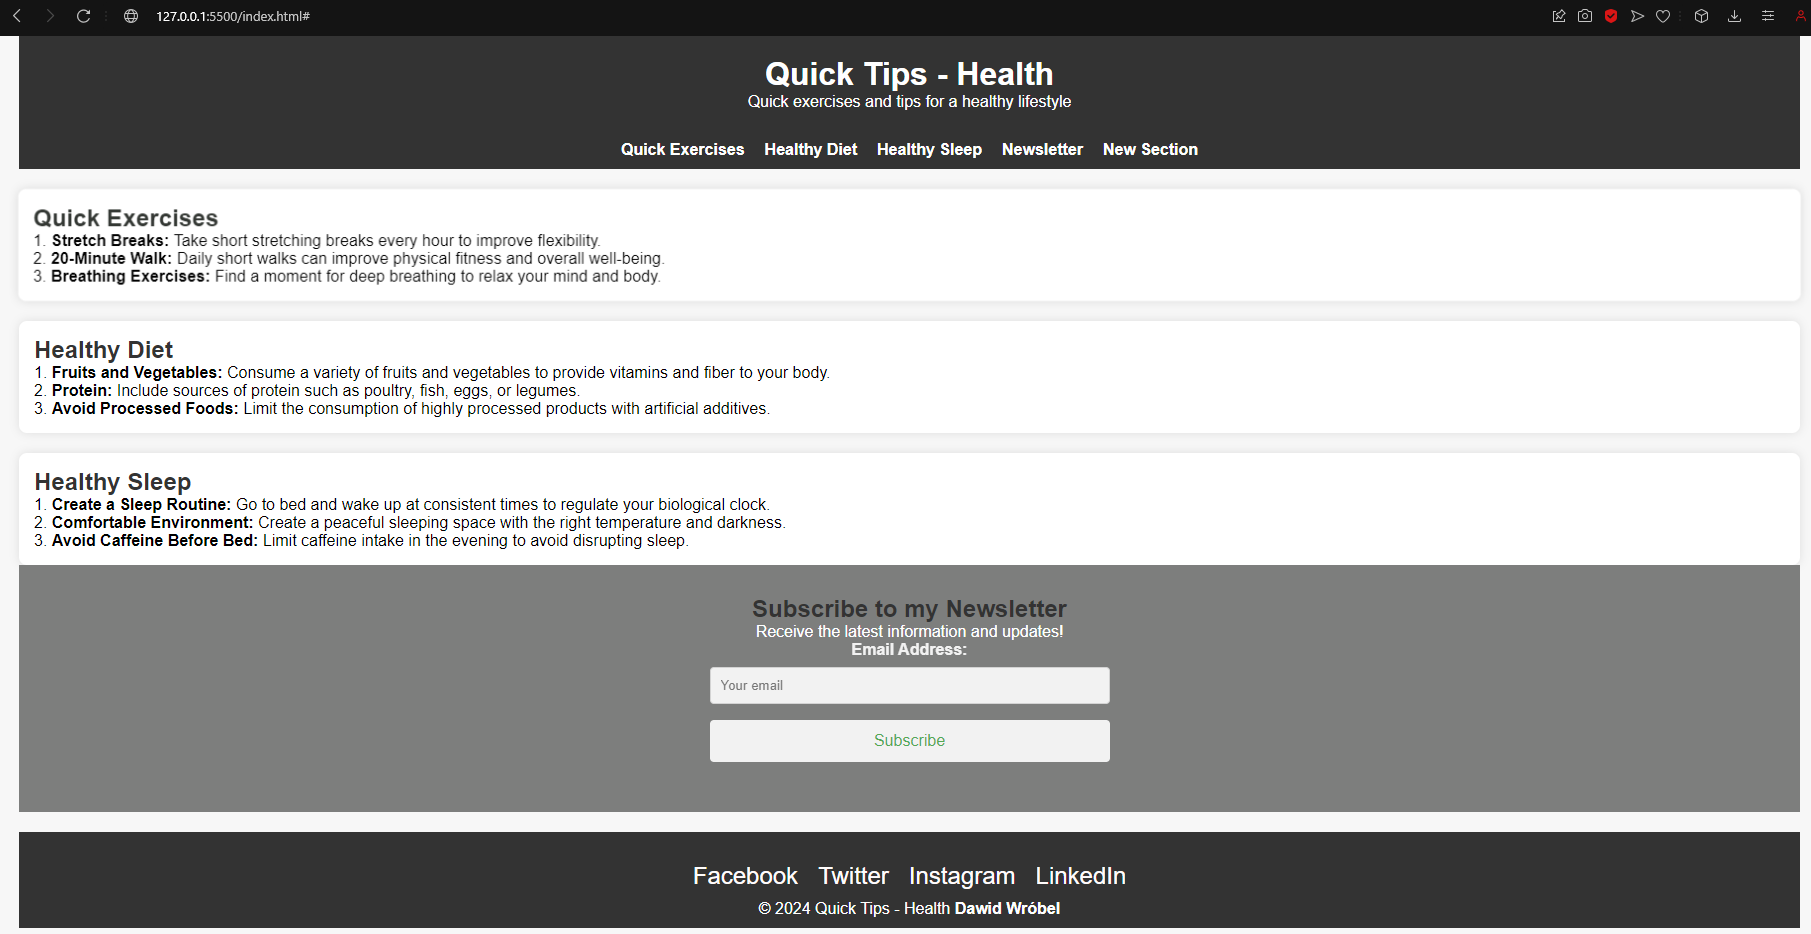 127.0.0.1:5500/index.html#
Quick Tips - Health
Quick exercises and tips for a healthy lifestyle
Quick Exercises Healthy Diet Healthy Sleep Newsletter New Section
Quick Exercises
1. Stretch Breaks: Take short stretching breaks every hour to improve flexibility.
2. 20-Minute Walk: Daily short walks can improve physical fitness and overall well-being.
3. Breathing Exercises: Find a moment for deep breathing to relax your mind and body.
Healthy Diet
1. Fruits and Vegetables: Consume a variety of fruits and vegetables to provide vitamins and fiber to your body.
2. Protein: Include sources of protein such as poultry, fish, eggs, or legumes.
3. Avoid Processed Foods: Limit the consumption of highly processed products with artificial additives.
Healthy Sleep
1. Create a Sleep Routine: Go to bed and wake up at consistent times to regulate your biological clock.
2. Comfortable Environment: Create a peaceful sleeping space with the right temperature and darkness.
3. Avoid Caffeine Before Bed: Limit caffeine intake in the evening to avoid disrupting sleep.
Subscribe to my Newsletter
Receive the latest information and updates!
Email Address:
Your email
Subscribe
Facebook Twitter Instagram LinkedIn
© 2024 Quick Tips - Health Dawid Wróbel